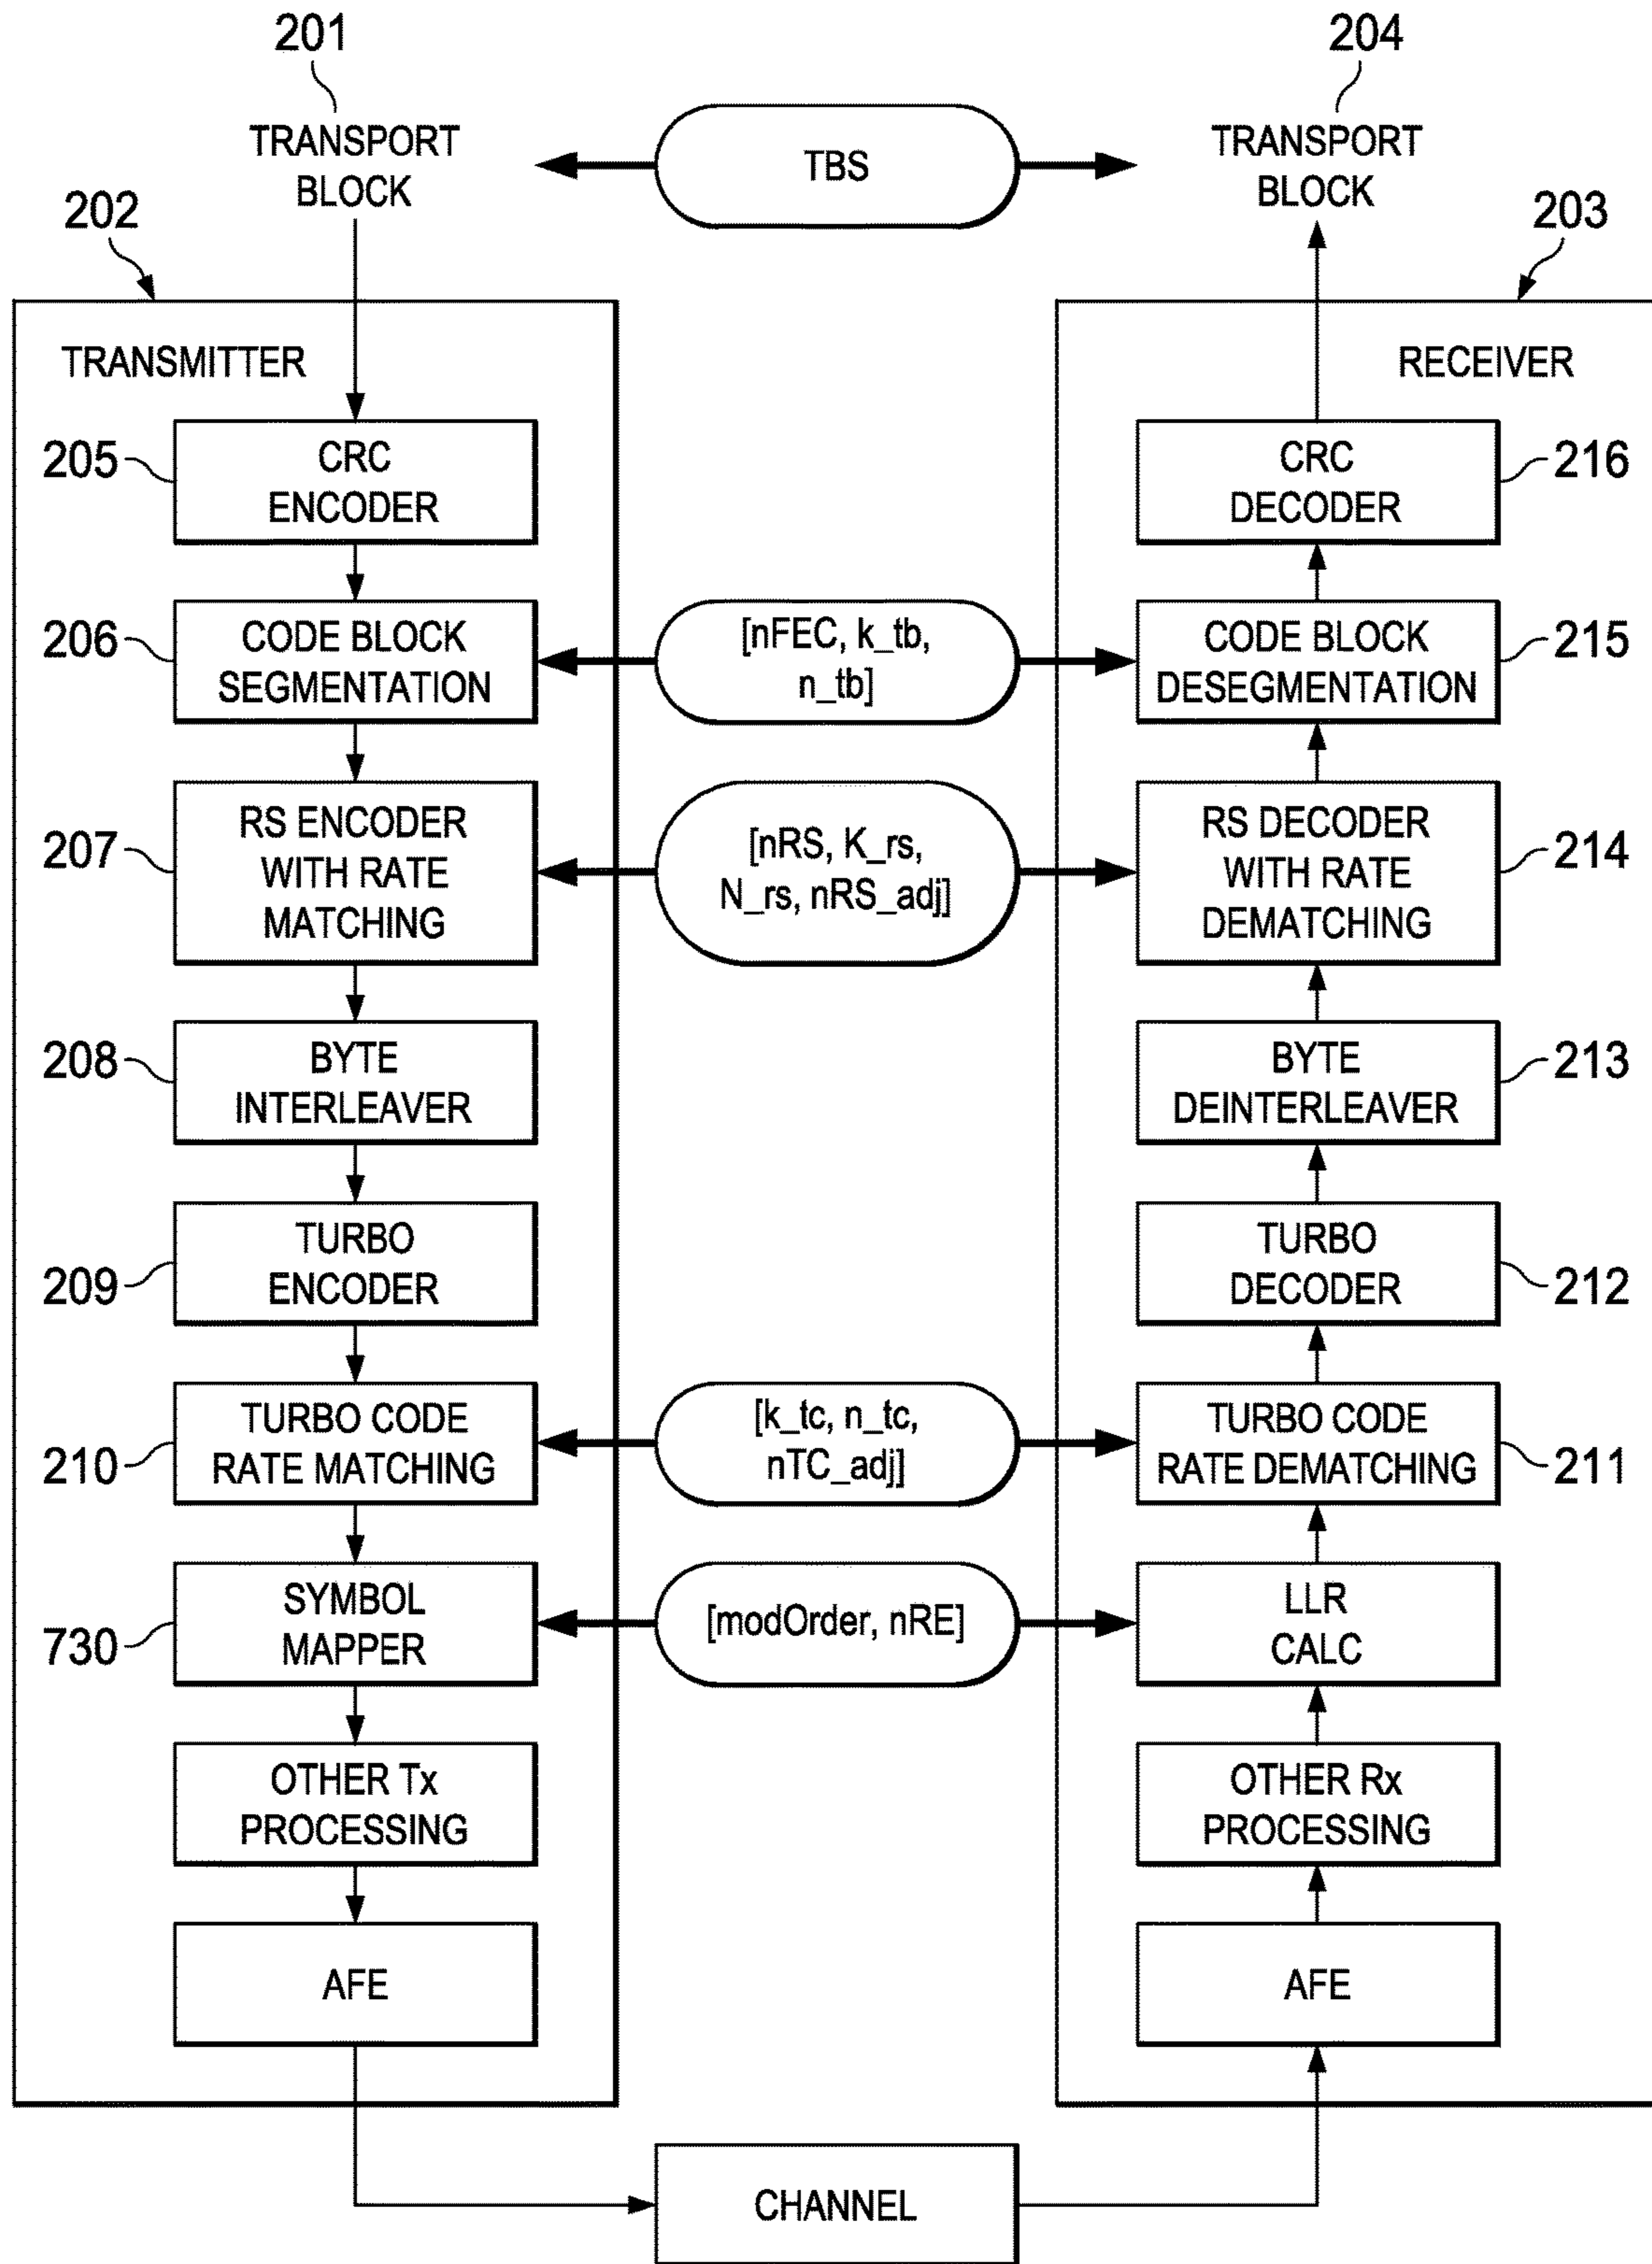 201
TRANSPORT
BLOCK
TBS
204
TRANSPORT
BLOCK
202
203
TRANSMITTER
RECEIVER
205
CRC
ENCODER
CRC
DECODER
216
206
CODE BLOCK
SEGMENTATION
[nFEC, k_tb,
n_tb]
CODE BLOCK
DESEGMENTATION
215
207
RS ENCODER
WITH RATE
MATCHING
[nRS, K_rs,
N_rs, nRS_adj]
RS DECODER
WITH RATE
DEMATCHING
214
208
BYTE
INTERLEAVER
BYTE
DEINTERLEAVER
213
209
TURBO
ENCODER
TURBO
DECODER
212
210
TURBO CODE
RATE MATCHING
[k_tc, n_tc,
nTC_adj]
TURBO CODE
RATE DEMATCHING
211
730
SYMBOL
MAPPER
[modOrder, nRE]
LLR
CALC
OTHER Tx
PROCESSING
OTHER Rx
PROCESSING
AFE
AFE
CHANNEL